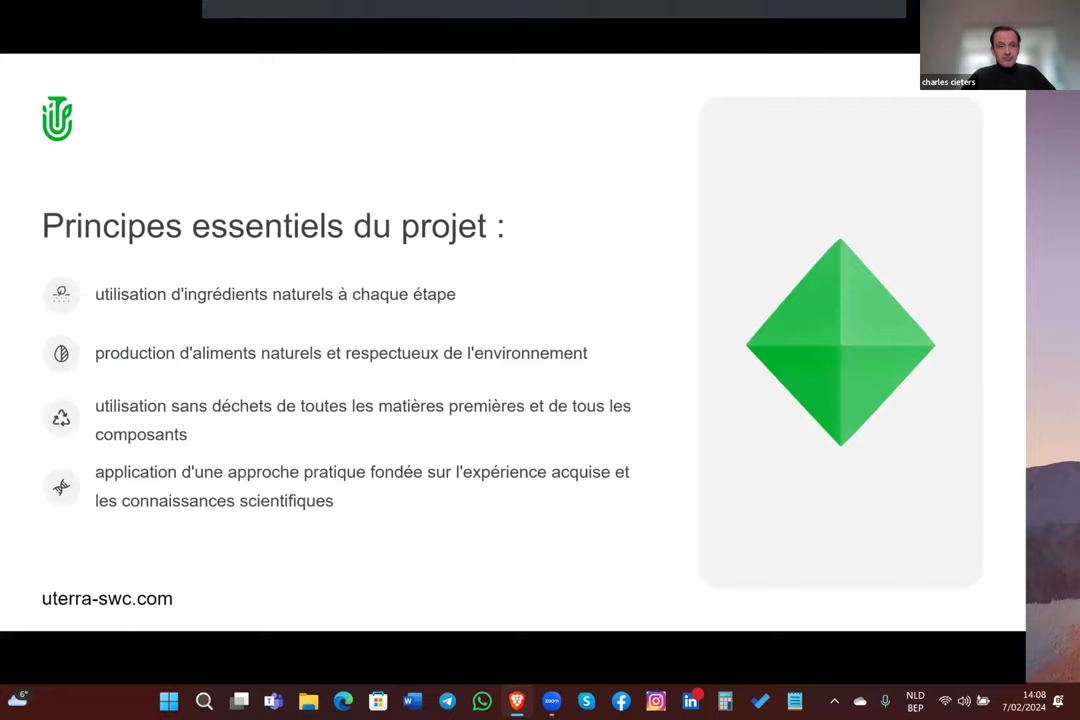 charles cieters
Principes essentiels du projet :
utilisation d'ingrédients naturels à chaque étape
production d'aliments naturels et respectueux de l'environnement
utilisation sans déchets de toutes les matières premières et de tous les
composants
application d'une approche pratique fondée sur l'expérience acquise et
les connaissances scientifiques
uterra-swc.com
6°
zoom
NLD
BEP
14:08
7/02/2024